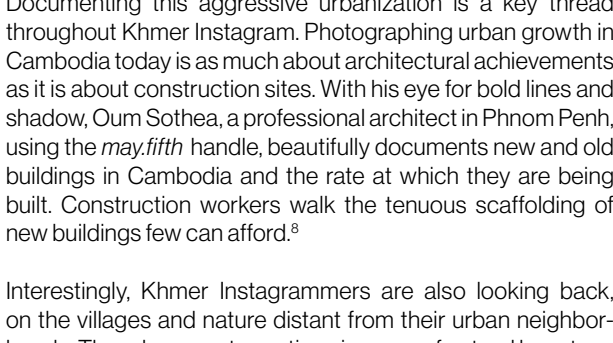 Documenting this aggressive urbanization is a key thread
throughout Khmer Instagram. Photographing urban growth in
Cambodia today is as much about architectural achievements
as it is about construction sites. With his eye for bold lines and
shadow, Oum Sothea, a professional architect in Phnom Penh,
using the may.fifth handle, beautifully documents new and old
buildings in Cambodia and the rate at which they are being
built. Construction workers walk the tenuous scaffolding of
new buildings few can afford.⁸
Interestingly, Khmer Instagrammers are also looking back,
on the villages and nature distant from their urban neighbor-